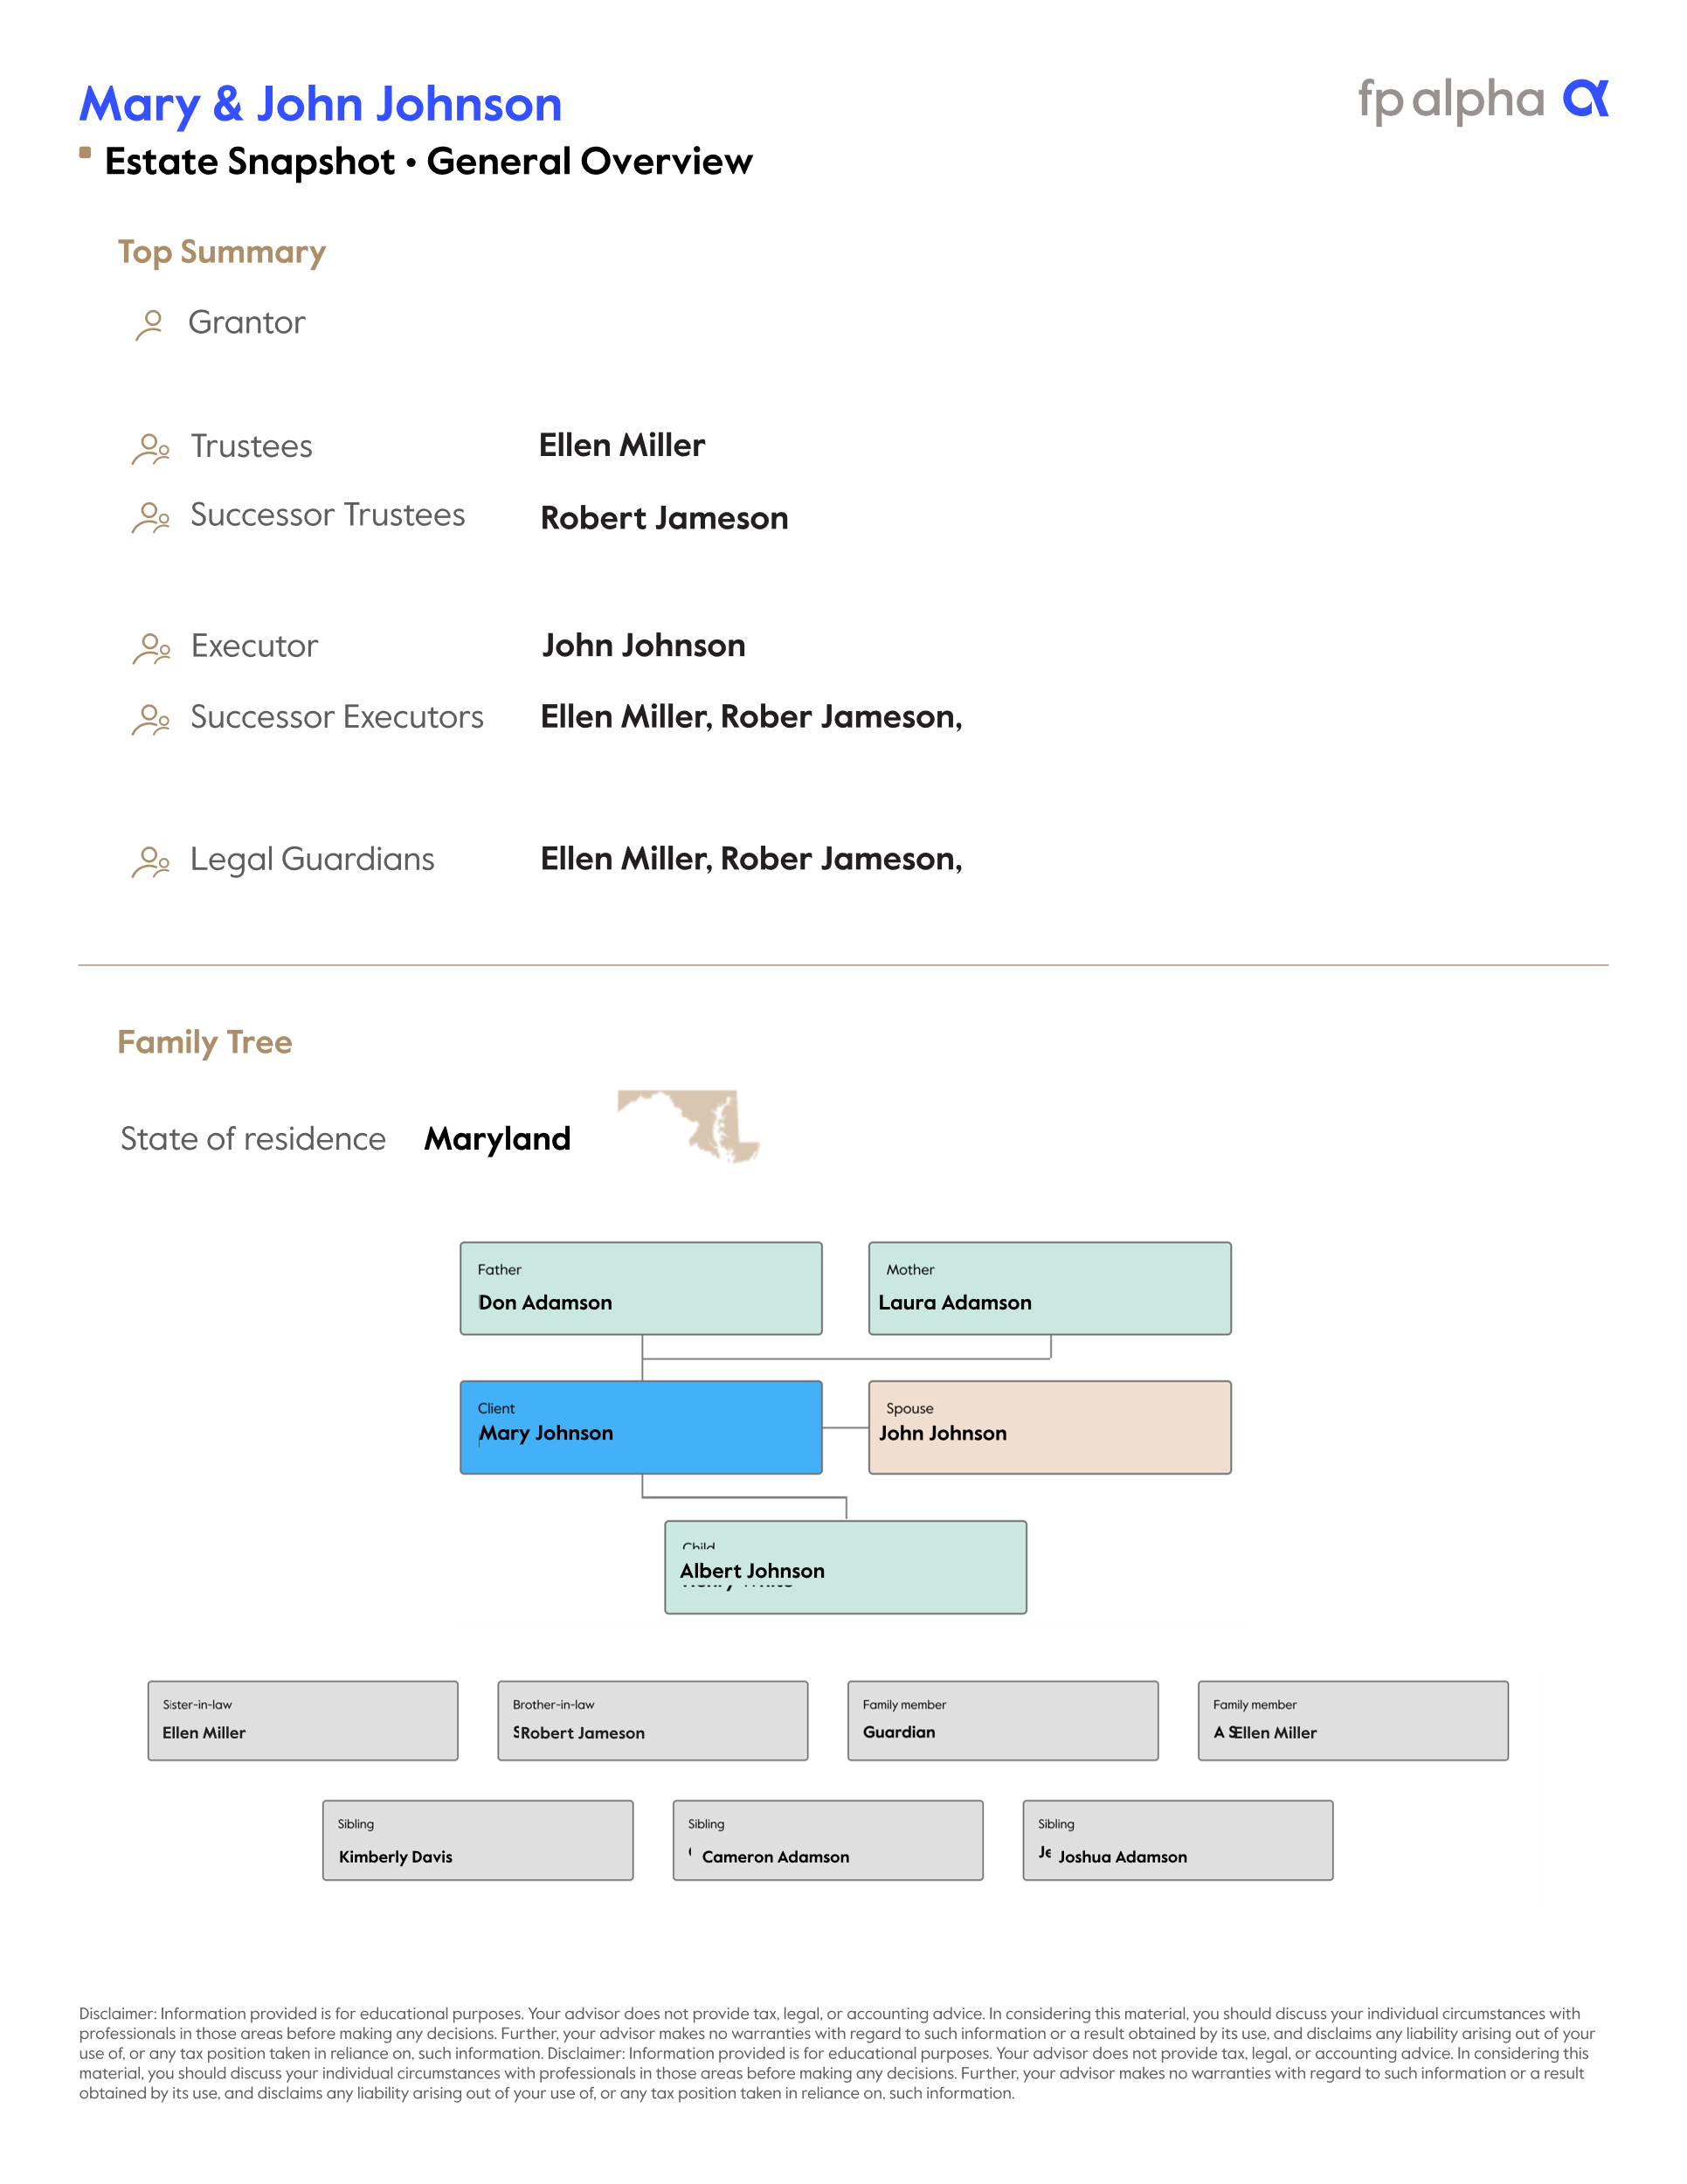 Mary & John Johnson
fp alpha
Estate Snapshot • General Overview
Top Summary
Grantor
Trustees Ellen Miller
Successor Trustees Robert Jameson
Executor John Johnson
Successor Executors Ellen Miller, Rober Jameson,
Legal Guardians Ellen Miller, Rober Jameson,
Family Tree
State of residence Maryland
Father
Don Adamson
Mother
Laura Adamson
Client
Mary Johnson
Spouse
John Johnson
Child
Albert Johnson
Sister-in-law
Ellen Miller
Brother-in-law
SRobert Jameson
Family member
Guardian
Family member
A SEllen Miller
Sibling
Kimberly Davis
Sibling
Cameron Adamson
Sibling
Je Joshua Adamson
Disclaimer: Information provided is for educational purposes. Your advisor does not provide tax, legal, or accounting advice. In considering this material, you should discuss your individual circumstances with
professionals in those areas before making any decisions. Further, your advisor makes no warranties with regard to such information or a result obtained by its use, and disclaims any liability arising out of your
use of, or any tax position taken in reliance on, such information. Disclaimer: Information provided is for educational purposes. Your advisor does not provide tax, legal, or accounting advice. In considering this
material, you should discuss your individual circumstances with professionals in those areas before making any decisions. Further, your advisor makes no warranties with regard to such information or a result
obtained by its use, and disclaims any liability arising out of your use of, or any tax position taken in reliance on, such information.